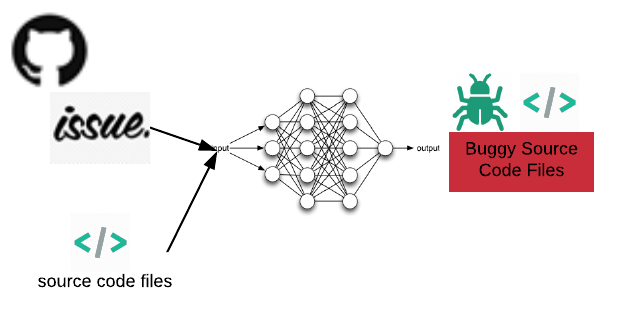 issue.
</>
Buggy Source
Code Files
input
output
</>
source code files